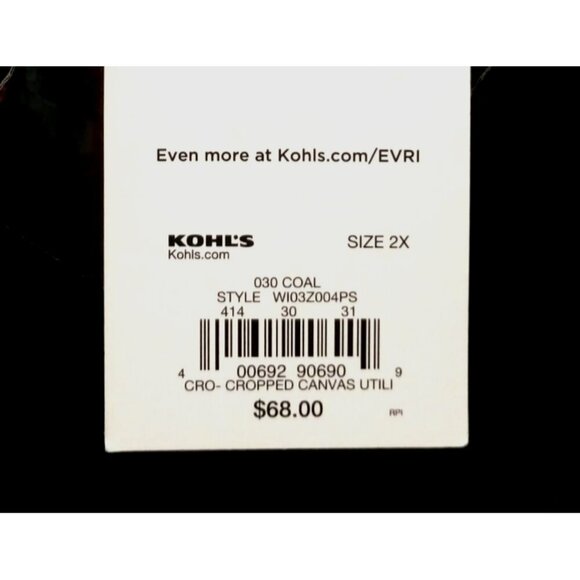 Even more at Kohls.com/EVRI
KOHL'S SIZE 2X
Kohls.com
030 COAL
STYLE WI03Z004PS
414 30 31
4 00692 90690 9
CRO- CROPPED CANVAS UTILI
$68.00 RPI